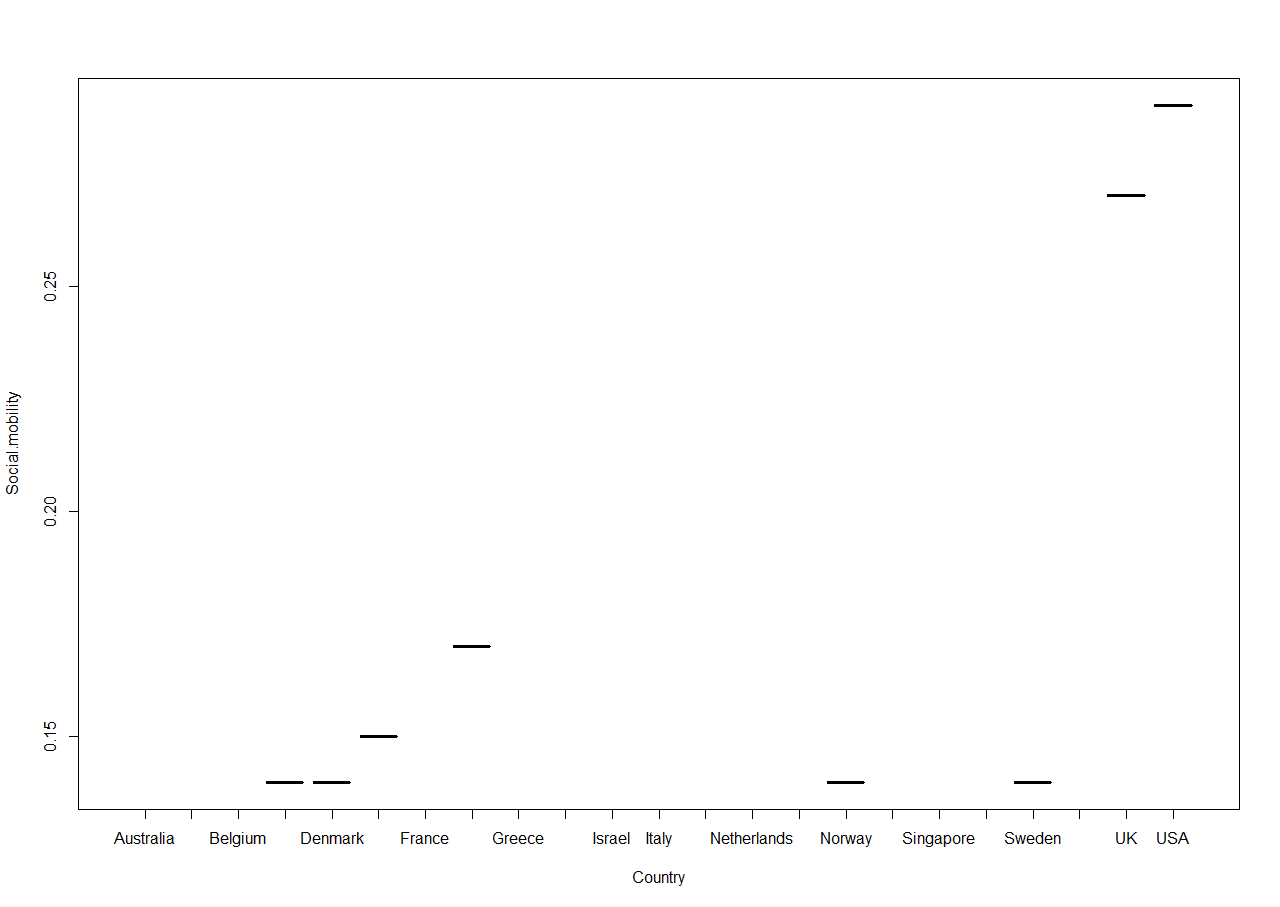 Social.mobility
0.25
0.20
0.15
Australia Belgium Denmark France Greece Israel Italy Netherlands Norway Singapore Sweden UK USA
Country